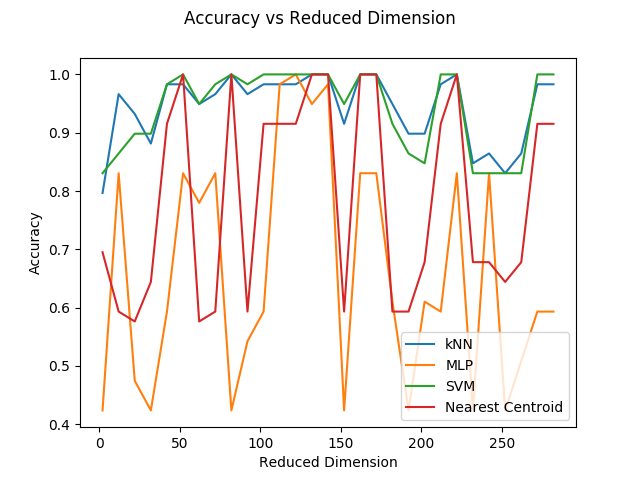 Accuracy vs Reduced Dimension
1.0
0.9
0.8
0.7
0.6
0.5
0.4
Accuracy
kNN
MLP
SVM
Nearest Centroid
0 50 100 150 200 250
Reduced Dimension